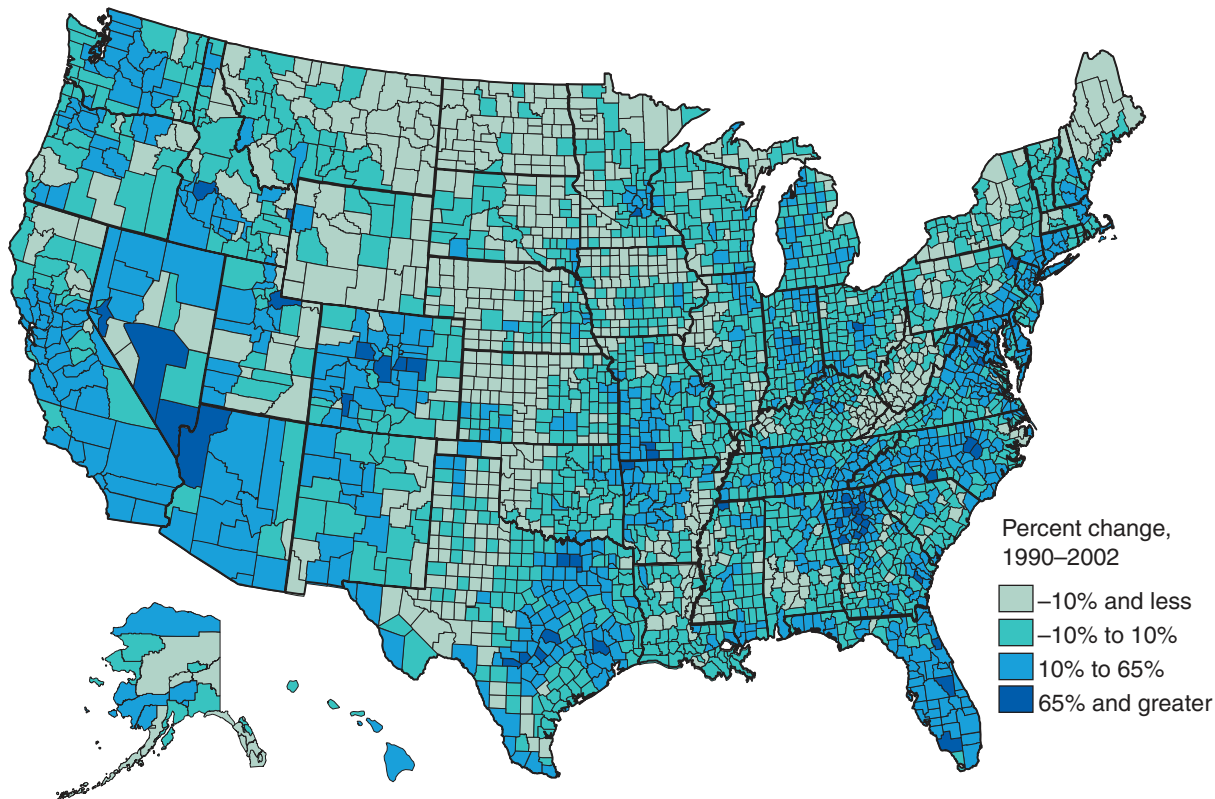 Percent change,
1990–2002
–10% and less
–10% to 10%
10% to 65%
65% and greater